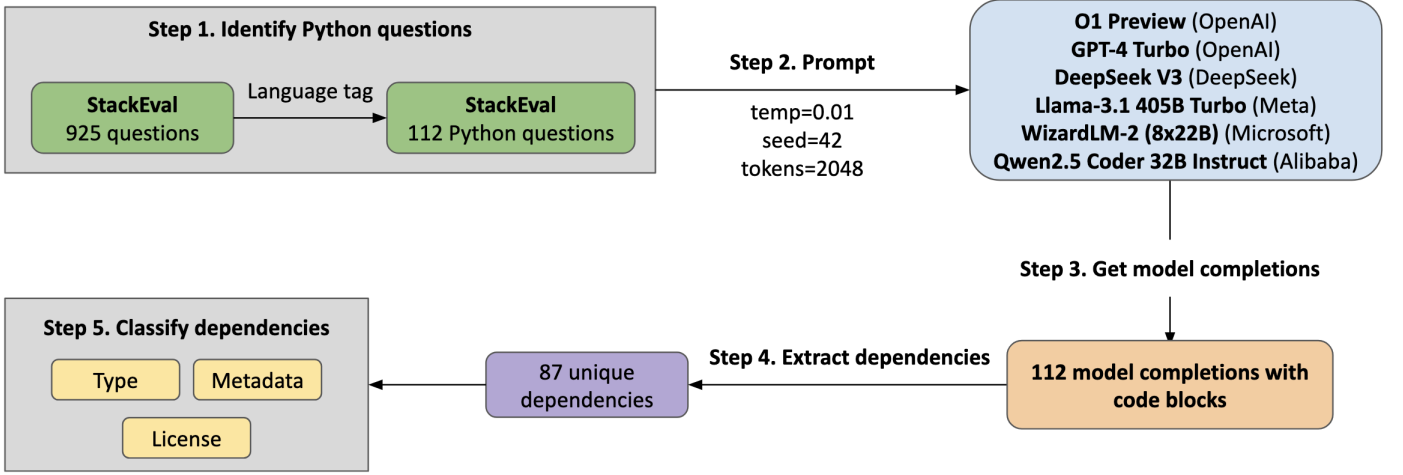 Step 1. Identify Python questions
StackEval
925 questions
Language tag
StackEval
112 Python questions
Step 2. Prompt
temp=0.01
seed=42
tokens=2048
O1 Preview (OpenAI)
GPT-4 Turbo (OpenAI)
DeepSeek V3 (DeepSeek)
Llama-3.1 405B Turbo (Meta)
WizardLM-2 (8x22B) (Microsoft)
Qwen2.5 Coder 32B Instruct (Alibaba)
Step 3. Get model completions
112 model completions with
code blocks
Step 4. Extract dependencies
87 unique
dependencies
Step 5. Classify dependencies
Type
Metadata
License